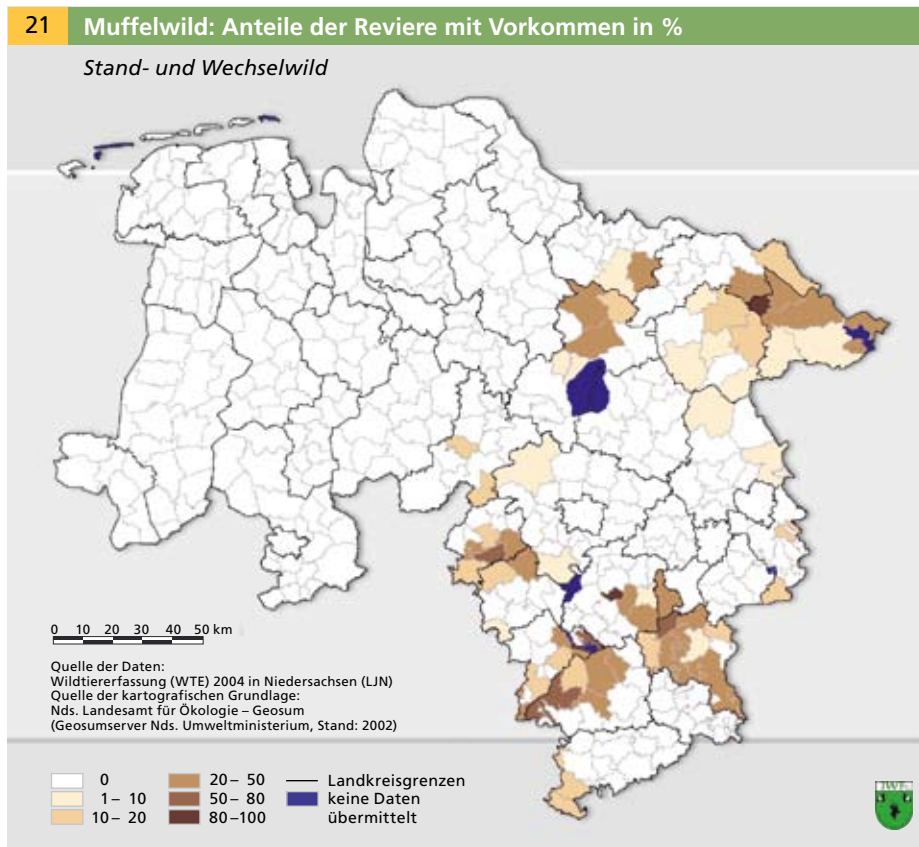 21 Muffelwild: Anteile der Reviere mit Vorkommen in %
Stand- und Wechselwild
0 10 20 30 40 50 km
Quelle der Daten:
Wildtiererfassung (WTE) 2004 in Niedersachsen (LJN)
Quelle der kartografischen Grundlage:
Nds. Landesamt für Ökologie – Geosum
(Geosumserver Nds. Umweltministerium, Stand: 2002)
0
1 – 10
10 – 20
20 – 50
50 – 80
80 –100
Landkreisgrenzen
keine Daten
übermittelt